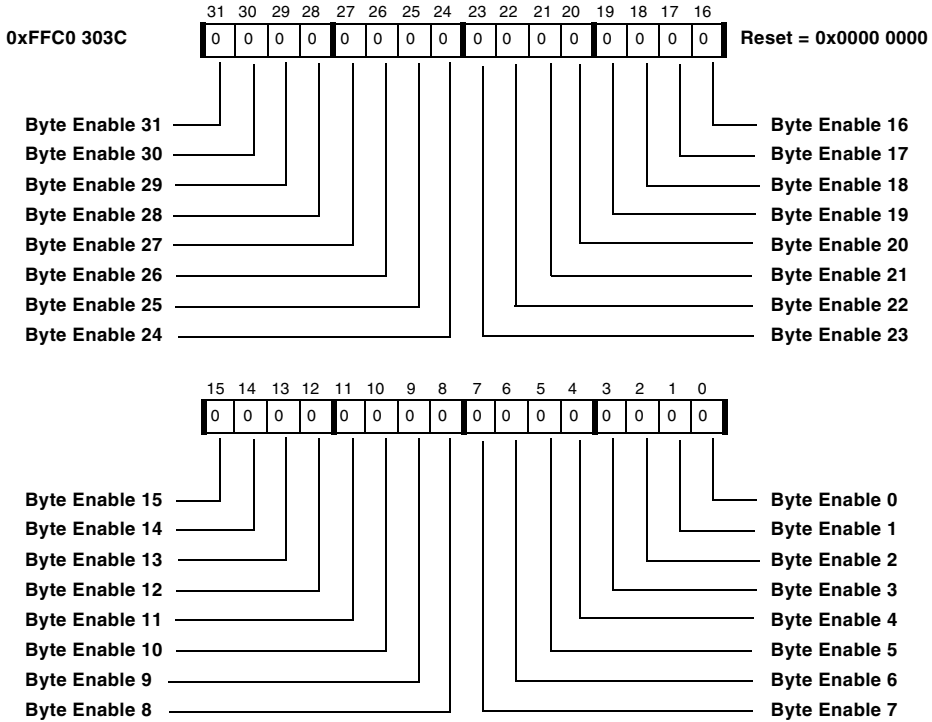 31 30 29 28 27 26 25 24 23 22 21 20 19 18 17 16
0xFFC0 303C 0 0 0 0 0 0 0 0 0 0 0 0 0 0 0 0 Reset = 0x0000 0000
Byte Enable 31 Byte Enable 16
Byte Enable 30 Byte Enable 17
Byte Enable 29 Byte Enable 18
Byte Enable 28 Byte Enable 19
Byte Enable 27 Byte Enable 20
Byte Enable 26 Byte Enable 21
Byte Enable 25 Byte Enable 22
Byte Enable 24 Byte Enable 23
15 14 13 12 11 10 9 8 7 6 5 4 3 2 1 0
0 0 0 0 0 0 0 0 0 0 0 0 0 0 0 0
Byte Enable 15 Byte Enable 0
Byte Enable 14 Byte Enable 1
Byte Enable 13 Byte Enable 2
Byte Enable 12 Byte Enable 3
Byte Enable 11 Byte Enable 4
Byte Enable 10 Byte Enable 5
Byte Enable 9 Byte Enable 6
Byte Enable 8 Byte Enable 7